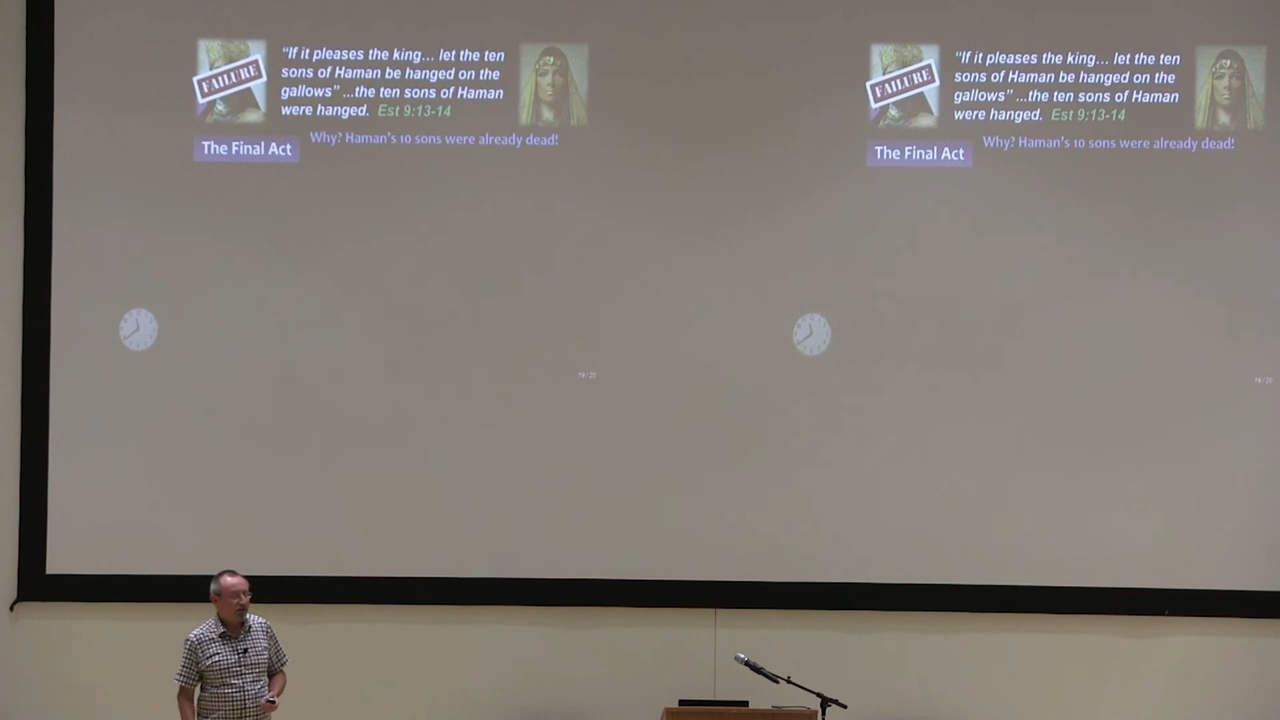 FAILURE
"If it pleases the king... let the ten
sons of Haman be hanged on the
gallows" ...the ten sons of Haman
were hanged. Est 9:13-14
Why? Haman's 10 sons were already dead!
The Final Act
FAILURE
"If it pleases the king... let the ten
sons of Haman be hanged on the
gallows" ...the ten sons of Haman
were hanged. Est 9:13-14
Why? Haman's 10 sons were already dead!
The Final Act